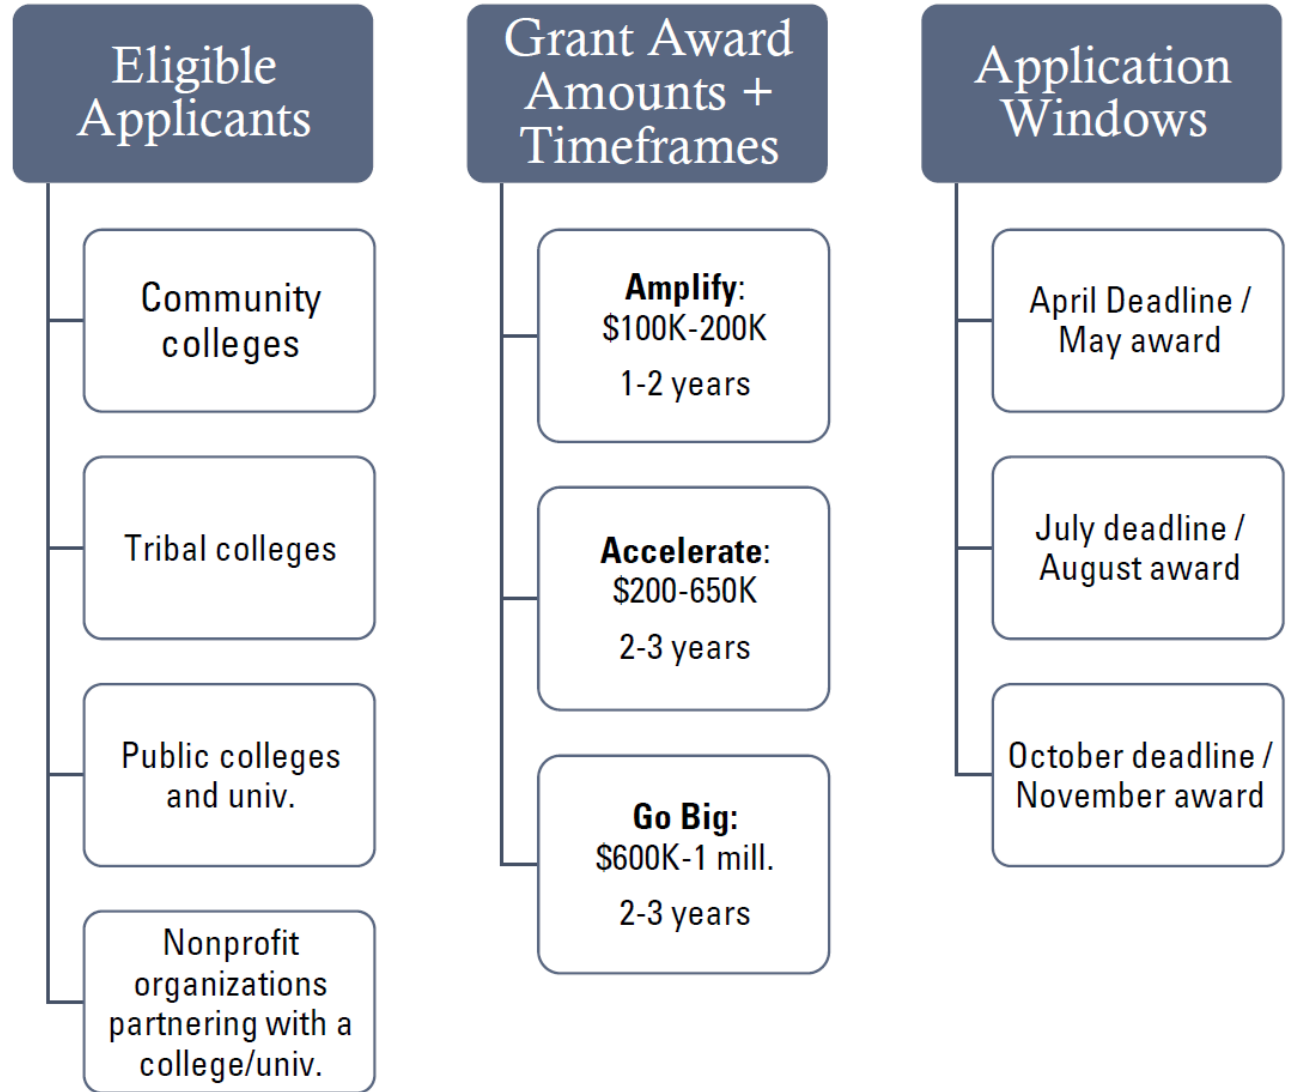 Eligible
Applicants
Community
colleges
Tribal colleges
Public colleges
and univ.
Nonprofit
organizations
partnering with a
college/univ.
Grant Award
Amounts +
Timeframes
Amplify:
$100K-200K
1-2 years
Accelerate:
$200-650K
2-3 years
Go Big:
$600K-1 mill.
2-3 years
Application
Windows
April Deadline /
May award
July deadline /
August award
October deadline /
November award